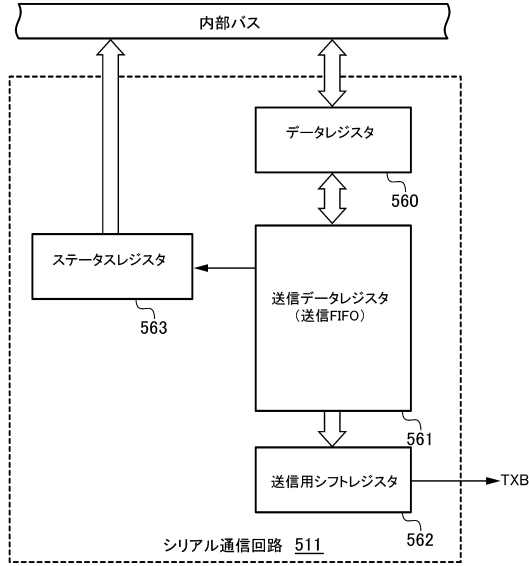 内部バス
データレジスタ
560
ステータスレジスタ
563
送信データレジスタ
（送信FIFO）
561
送信用シフトレジスタ
562
TXB
シリアル通信回路 511